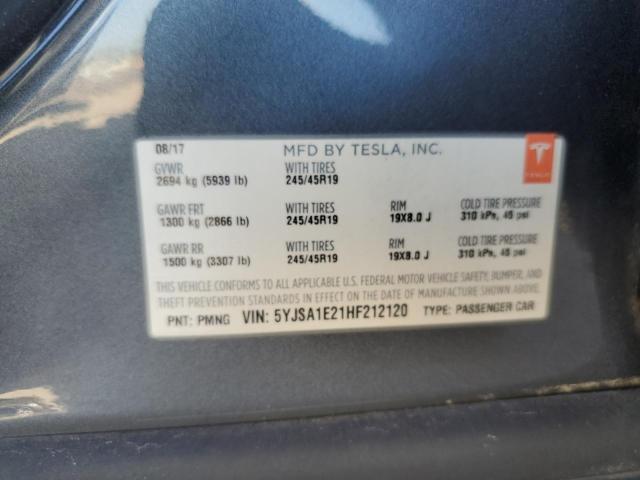 08/17 MFD BY TESLA, INC.
GVWR WITH TIRES
2694 kg (5939 lb) 245/45R19
TESLA
GAWR FRT WITH TIRES RIM COLD TIRE PRESSURE
1300 kg (2866 lb) 245/45R19 19X8.0 J 310 kPa, 45 psi
GAWR RR WITH TIRES RIM COLD TIRE PRESSURE
1500 kg (3307 lb) 245/45R19 19X8.0 J 310 kPa, 45 psi
THIS VEHICLE CONFORMS TO ALL APPLICABLE U.S. FEDERAL MOTOR VEHICLE SAFETY, BUMPER, AND
THEFT PREVENTION STANDARDS IN EFFECT ON THE DATE OF MANUFACTURE SHOWN ABOVE.
PNT: PMNG VIN: 5YJSA1E21HF212120 TYPE: PASSENGER CAR